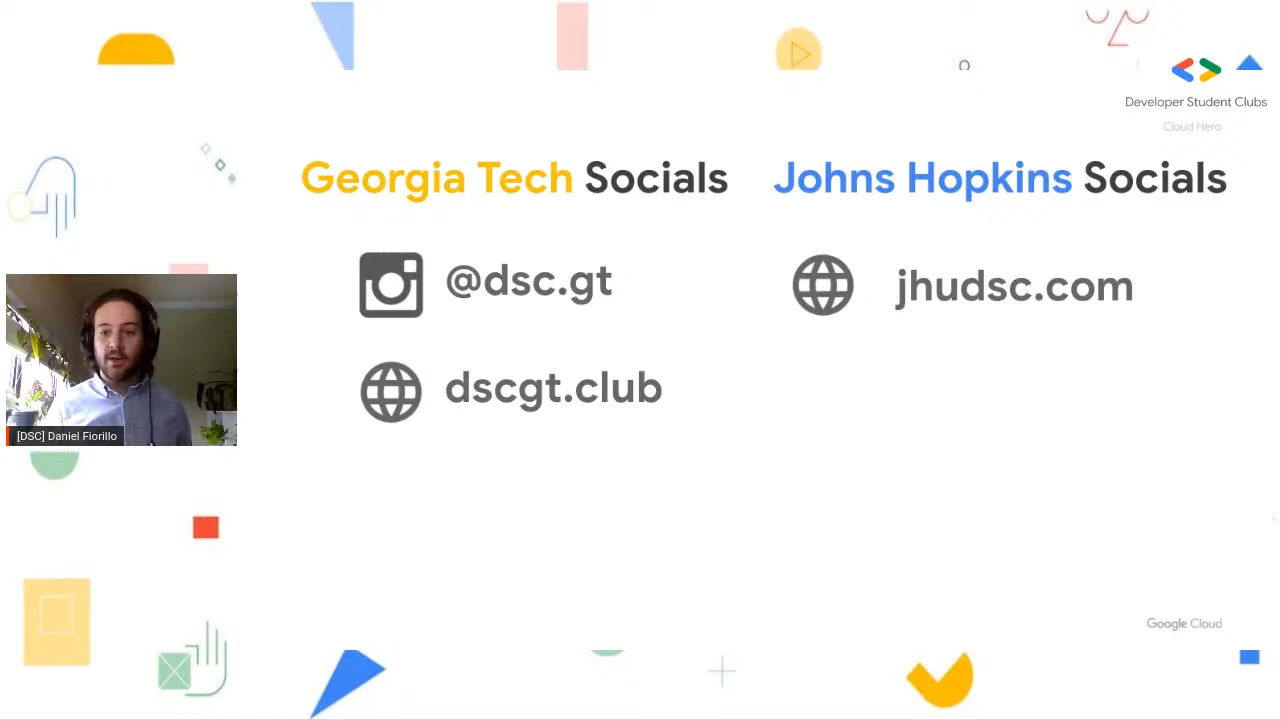 Developer Student Clubs
Cloud Hero
Georgia Tech Socials
@dsc.gt
dscgt.club
Johns Hopkins Socials
jhudsc.com
[DSC] Daniel Fiorillo
Google Cloud